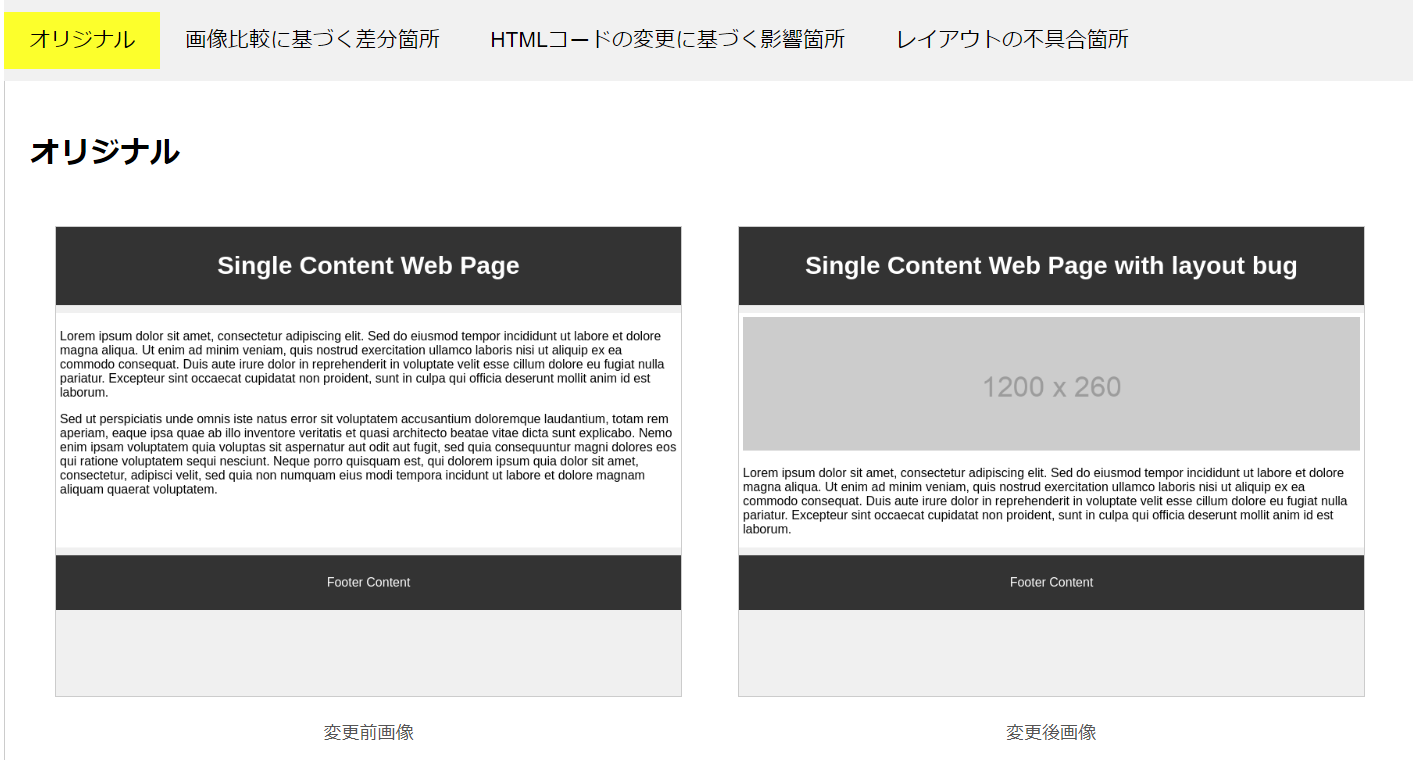 オリジナル 画像比較に基づく差分箇所 HTMLコードの変更に基づく影響箇所 レイアウトの不具合箇所
オリジナル
Single Content Web Page
Lorem ipsum dolor sit amet, consectetur adipiscing elit. Sed do eiusmod tempor incididunt ut labore et dolore
magna aliqua. Ut enim ad minim veniam, quis nostrud exercitation ullamco laboris nisi ut aliquip ex ea
commodo consequat. Duis aute irure dolor in reprehenderit in voluptate velit esse cillum dolore eu fugiat nulla
pariatur. Excepteur sint occaecat cupidatat non proident, sunt in culpa qui officia deserunt mollit anim id est
laborum.
Sed ut perspiciatis unde omnis iste natus error sit voluptatem accusantium doloremque laudantium, totam rem
aperiam, eaque ipsa quae ab illo inventore veritatis et quasi architecto beatae vitae dicta sunt explicabo. Nemo
enim ipsam voluptatem quia voluptas sit aspernatur aut odit aut fugit, sed quia consequuntur magni dolores eos
qui ratione voluptatem sequi nesciunt. Neque porro quisquam est, qui dolorem ipsum quia dolor sit amet,
consectetur, adipisci velit, sed quia non numquam eius modi tempora incidunt ut labore et dolore magnam
aliquam quaerat voluptatem.
Footer Content
変更前画像
Single Content Web Page with layout bug
1200 x 260
Lorem ipsum dolor sit amet, consectetur adipiscing elit. Sed do eiusmod tempor incididunt ut labore et dolore
magna aliqua. Ut enim ad minim veniam, quis nostrud exercitation ullamco laboris nisi ut aliquip ex ea
commodo consequat. Duis aute irure dolor in reprehenderit in voluptate velit esse cillum dolore eu fugiat nulla
pariatur. Excepteur sint occaecat cupidatat non proident, sunt in culpa qui officia deserunt mollit anim id est
laborum.
Footer Content
変更後画像